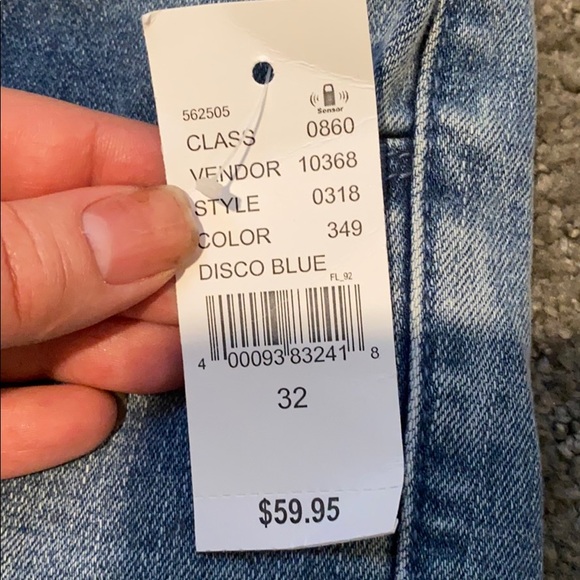 562505
Sensor
CLASS 0860
VENDOR 10368
STYLE 0318
COLOR 349
DISCO BLUE
FL_92
4 00093 83241 8
32
$59.95